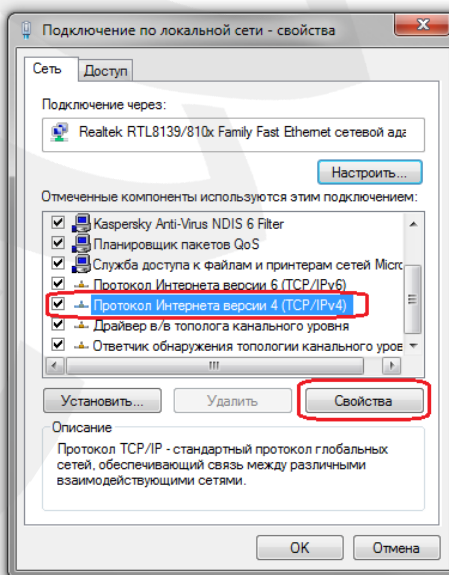 Подключение по локальной сети - свойства
Сеть Доступ
Подключение через:
Realtek RTL8139/810x Family Fast Ethernet сетевой ада
Настроить...
Отмеченные компоненты используются этим подключением:
Kaspersky Anti-Virus NDIS 6 Filter
Планировщик пакетов QoS
Служба доступа к файлам и принтерам сетей Micro
Протокол Интернета версии 6 (TCP/IPv6)
Протокол Интернета версии 4 (TCP/IPv4)
Драйвер в/в тополога канального уровня
Ответчик обнаружения топологии канального уров
Установить... Удалить Свойства
Описание
Протокол TCP/IP - стандартный протокол глобальных
сетей, обеспечивающий связь между различными
взаимодействующими сетями.
OK Отмена